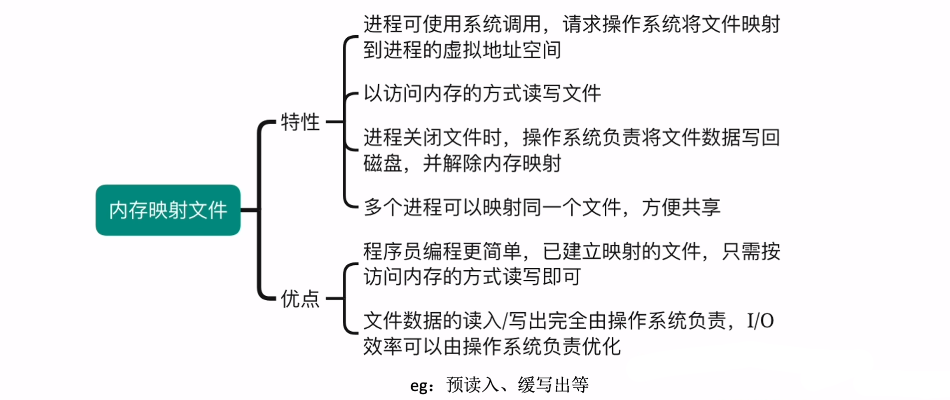 进程可使用系统调用，请求操作系统将文件映射
到进程的虚拟地址空间
以访问内存的方式读写文件
特性
进程关闭文件时，操作系统负责将文件数据写回
磁盘，并解除内存映射
多个进程可以映射同一个文件，方便共享
内存映射文件
程序员编程更简单，已建立映射的文件，只需按
访问内存的方式读写即可
优点
文件数据的读入/写出完全由操作系统负责，I/O
效率可以由操作系统负责优化
eg：预读入、缓写出等